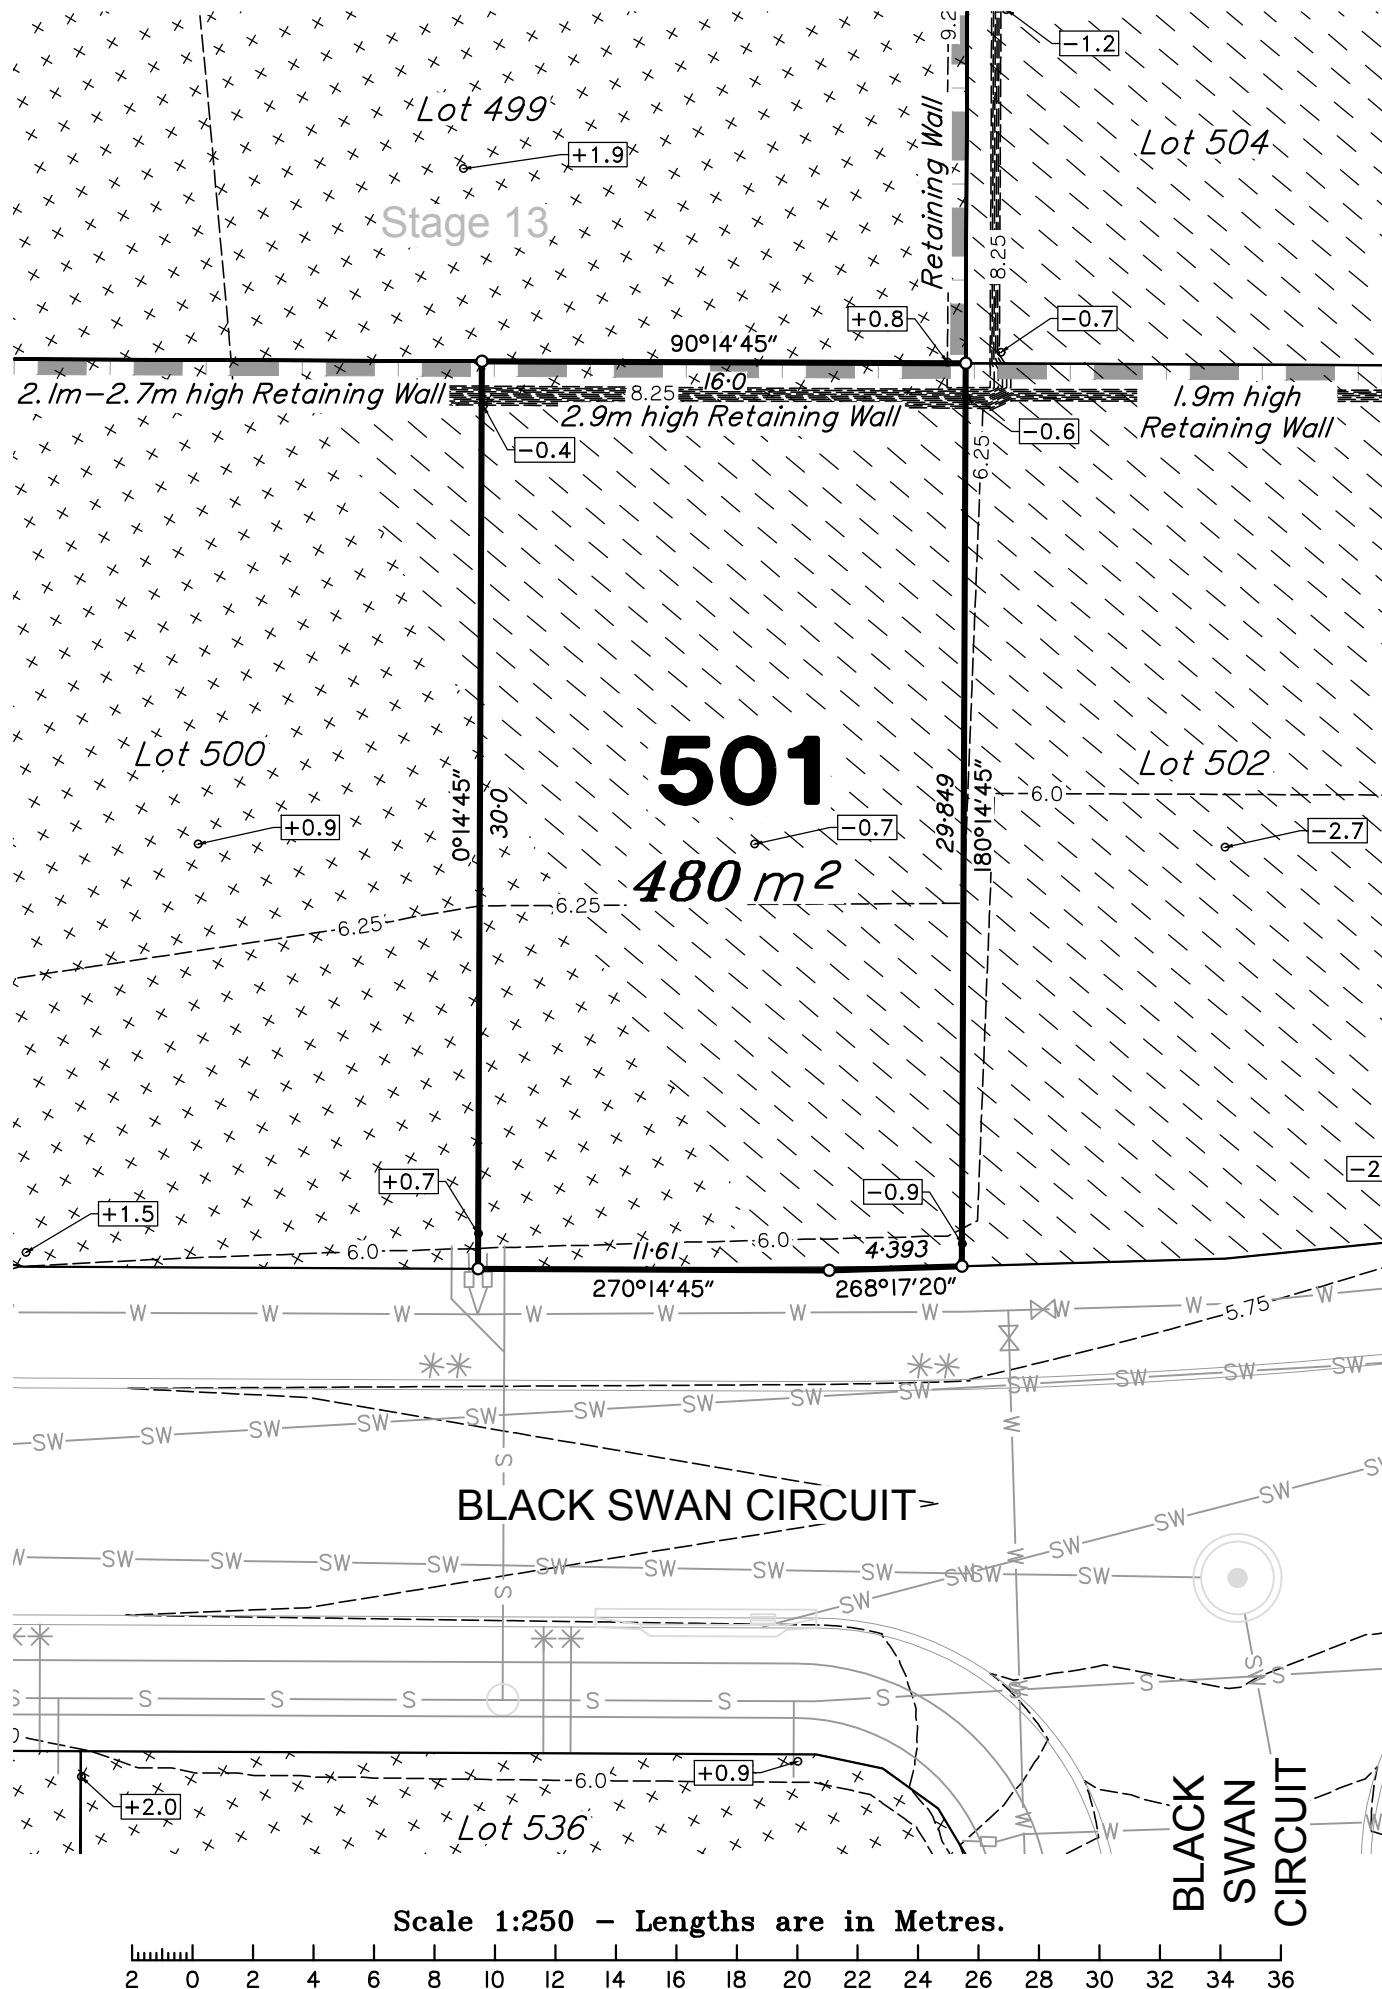 9.2
-1.2
Lot 499
Lot 504
+1.9
Stage 13
Retaining Wall
8.25
+0.8
-0.7
90°14'45"
16·0
2.1m-2.7m high Retaining Wall
8.25
2.9m high Retaining Wall
1.9m high
Retaining Wall
-0.4
-0.6
6.25
501
Lot 500
Lot 502
0°14'45"
30·0
29·849
180°14'45"
6.0
+0.9
-0.7
-2.7
480 m²
6.25
6.25
+0.7
-0.9
-2
+1.5
6.0
11·61
6.0
4·393
270°14'45"
268°17'20"
W W W W W W W W W W
5.75
SW SW SW SW SW SW SW SW SW SW SW SW SW
W
S
BLACK SWAN CIRCUIT
SW SW SW
W SW SW SW SW SW SW SW SW SW SW SW
W
S
SW
S
W
S S S S S S S S S
+0.9
6.0
+2.0
Lot 536
W W W
BLACK
SWAN
CIRCUIT
Scale 1:250 - Lengths are in Metres.
2 0 2 4 6 8 10 12 14 16 18 20 22 24 26 28 30 32 34 36